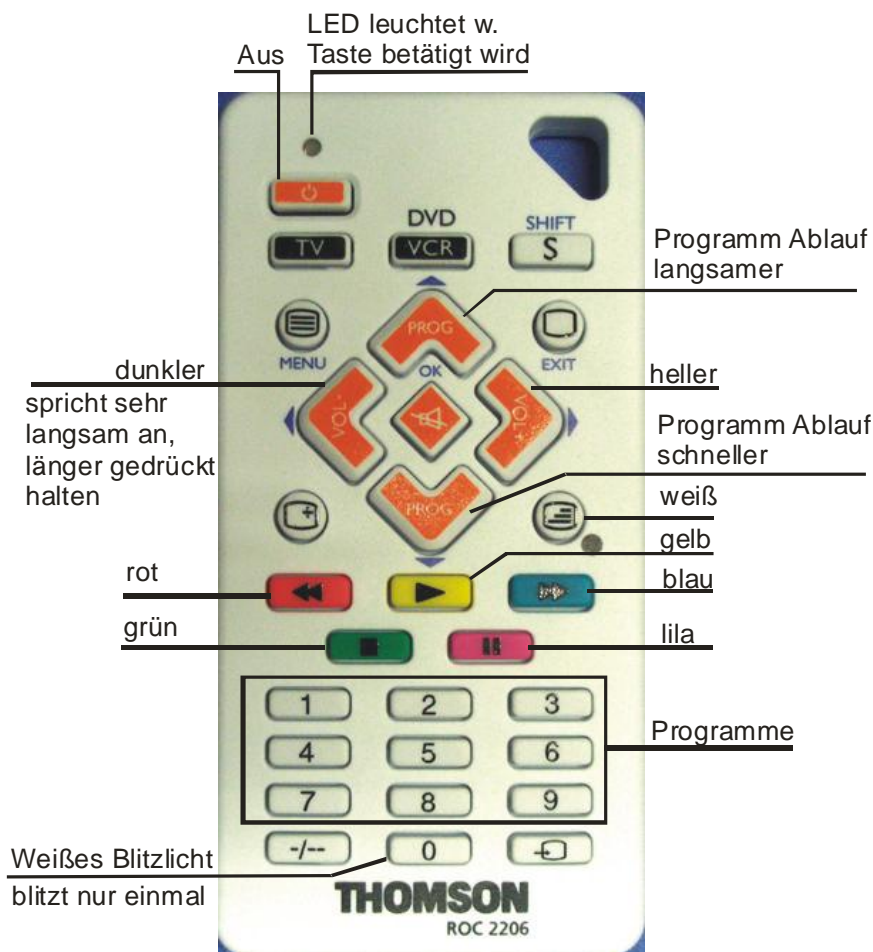 LED leuchtet w.
Taste betätigt wird
Aus
DVD
SHIFT
TV
VCR
S
Programm Ablauf
langsamer
PROG
MENU
OK
EXIT
dunkler
heller
spricht sehr
langsam an,
länger gedrückt
halten
VOL-
VOL+
Programm Ablauf
schneller
PROG
weiß
gelb
rot
blau
grün
lila
1 2 3
Programme
4 5 6
7 8 9
-/-- 0
Weißes Blitzlicht
blitzt nur einmal
THOMSON
ROC 2206